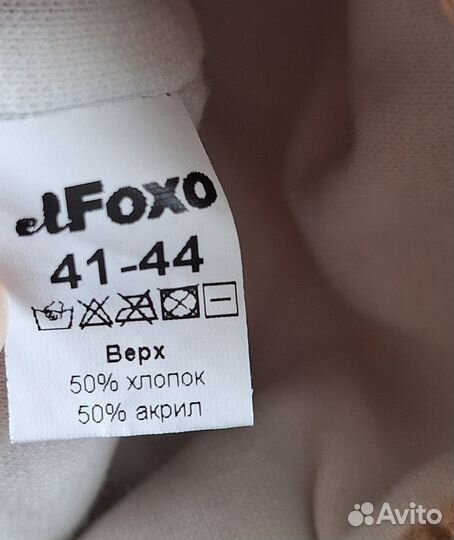 elFoxo
41-44
Верх
50% хлопок
50% акрил
Avito